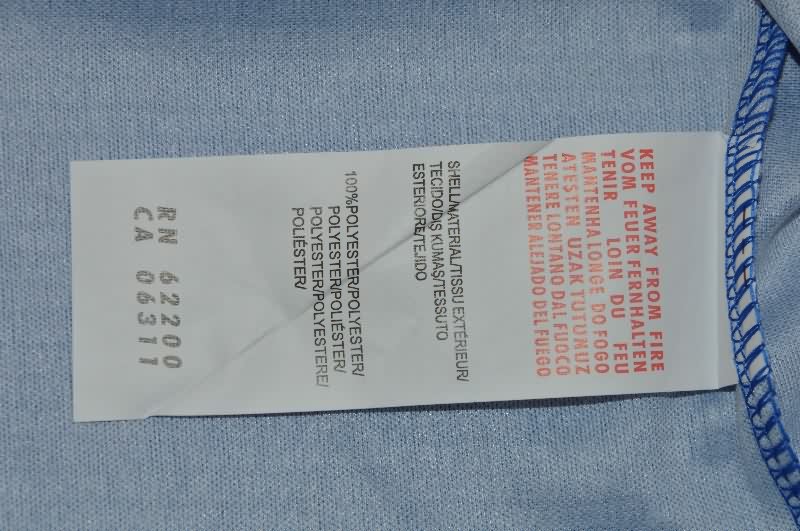 KEEP AWAY FROM FIRE
VOM FEUER FERNHALTEN
TENIR LOIN DU FEU
MANTENHA LONGE DO FOGO
ATEŞTEN UZAK TUTUNUZ
TENERE LONTANO DAL FUOCO
MANTENER ALEJADO DEL FUEGO
SHELL/MATERIAL/TISSU EXTÉRIEUR/
TECIDO/DIŞ KUMAS/TESSUTO
ESTERIORE/TEJIDO
100%POLYESTER/POLYESTER/
POLYESTER/POLIÉSTER/
POLYESTER/POLYESTERE/
POLIÉSTER/
RN 62200
CA 06311